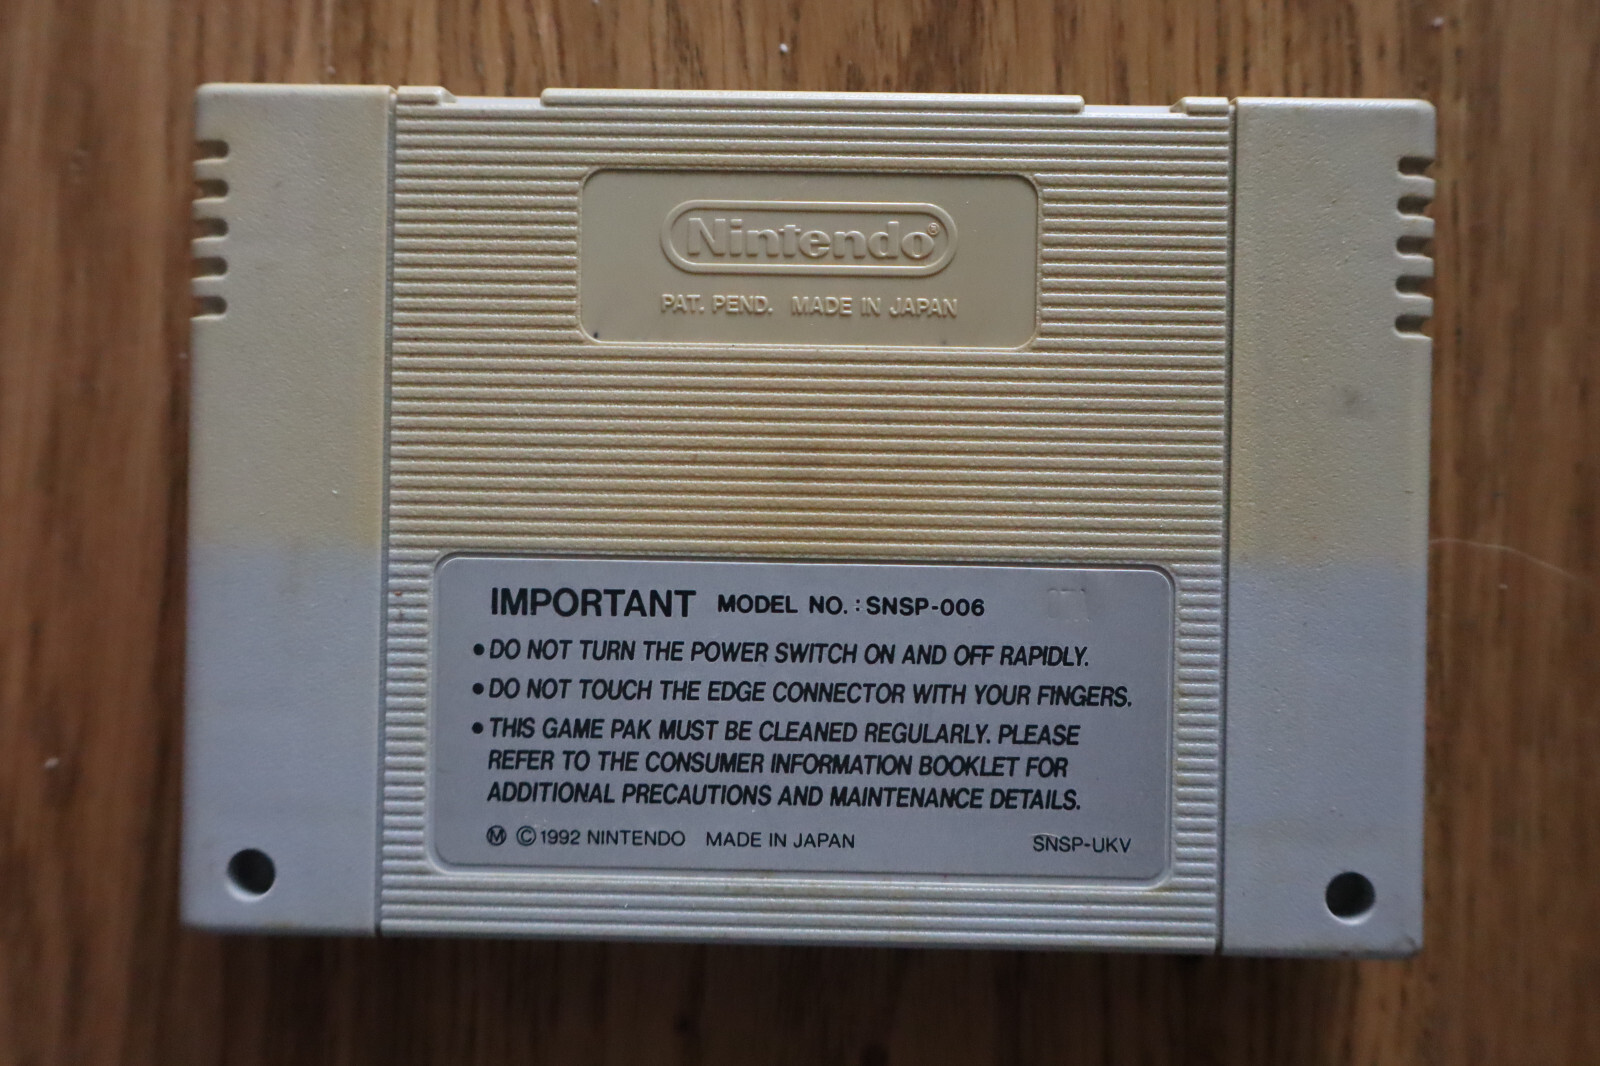 Nintendo®
PAT. PEND. MADE IN JAPAN
IMPORTANT MODEL NO. : SNSP-006
• DO NOT TURN THE POWER SWITCH ON AND OFF RAPIDLY.
• DO NOT TOUCH THE EDGE CONNECTOR WITH YOUR FINGERS.
• THIS GAME PAK MUST BE CLEANED REGULARLY. PLEASE
REFER TO THE CONSUMER INFORMATION BOOKLET FOR
ADDITIONAL PRECAUTIONS AND MAINTENANCE DETAILS.
Ⓜ ©1992 NINTENDO MADE IN JAPAN SNSP-UKV